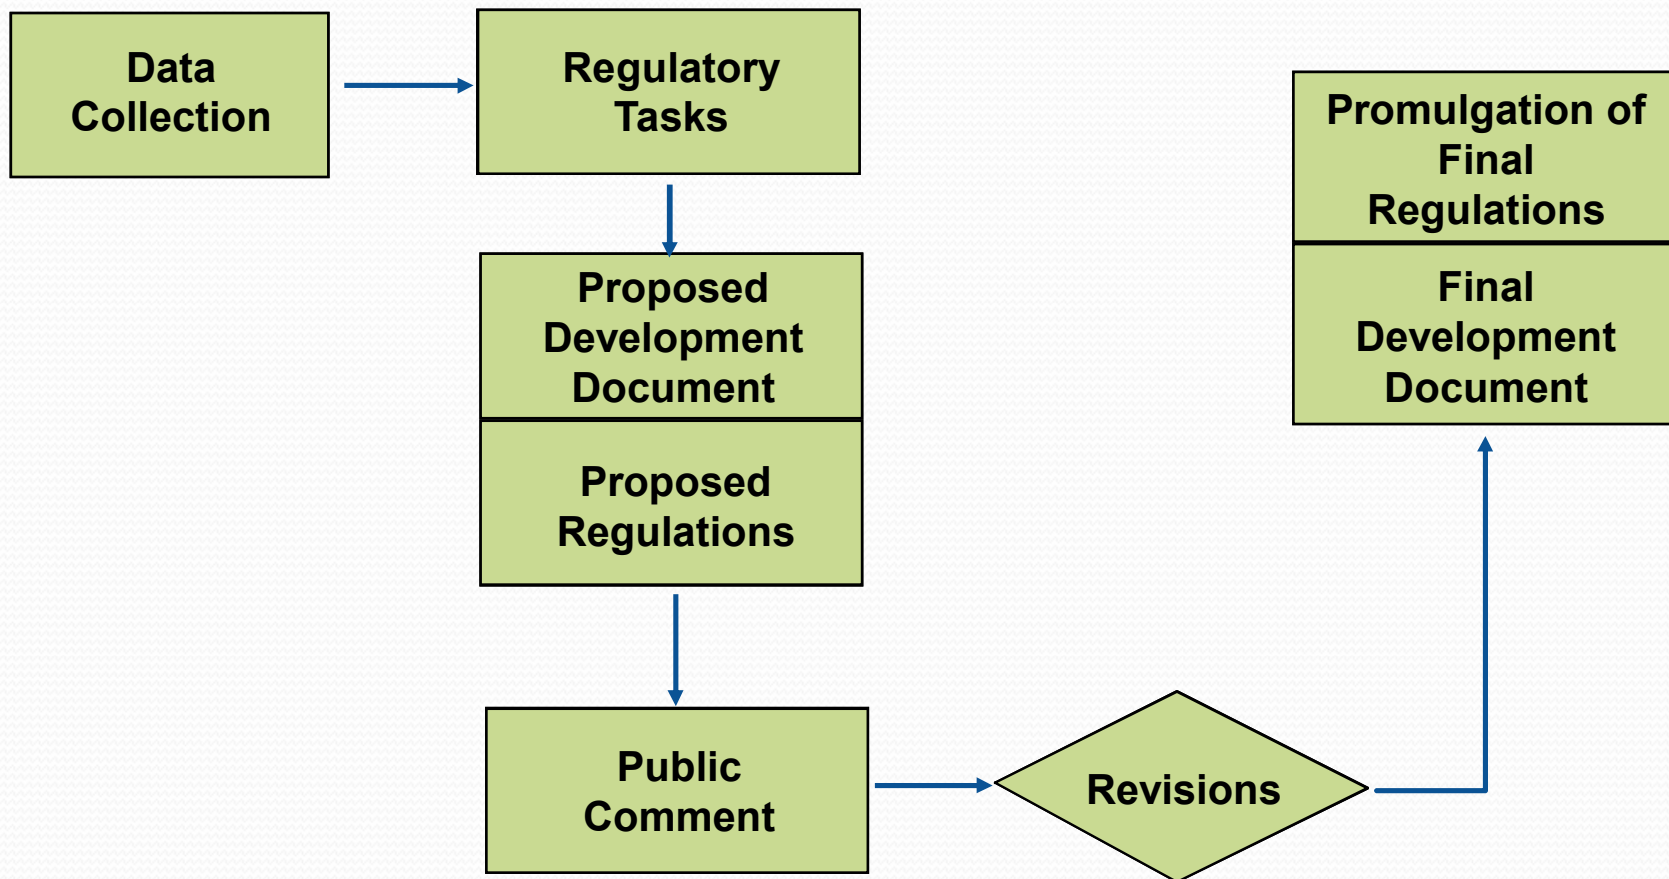 Data
Collection
Regulatory
Tasks
Proposed
Development
Document
Proposed
Regulations
Public
Comment
Revisions
Promulgation of
Final
Regulations
Final
Development
Document